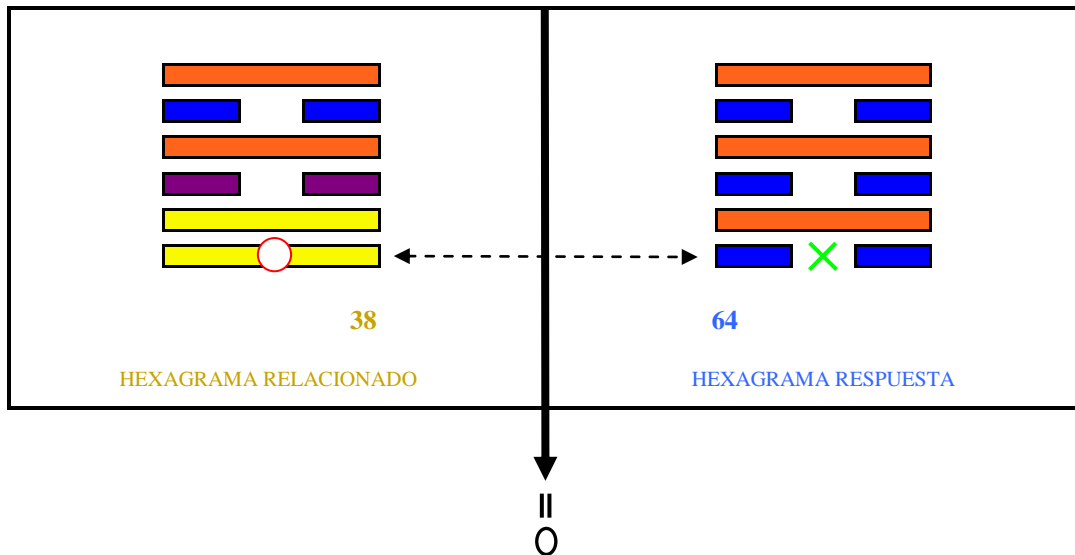 38
64
HEXAGRAMA RELACIONADO
HEXAGRAMA RESPUESTA
=
O